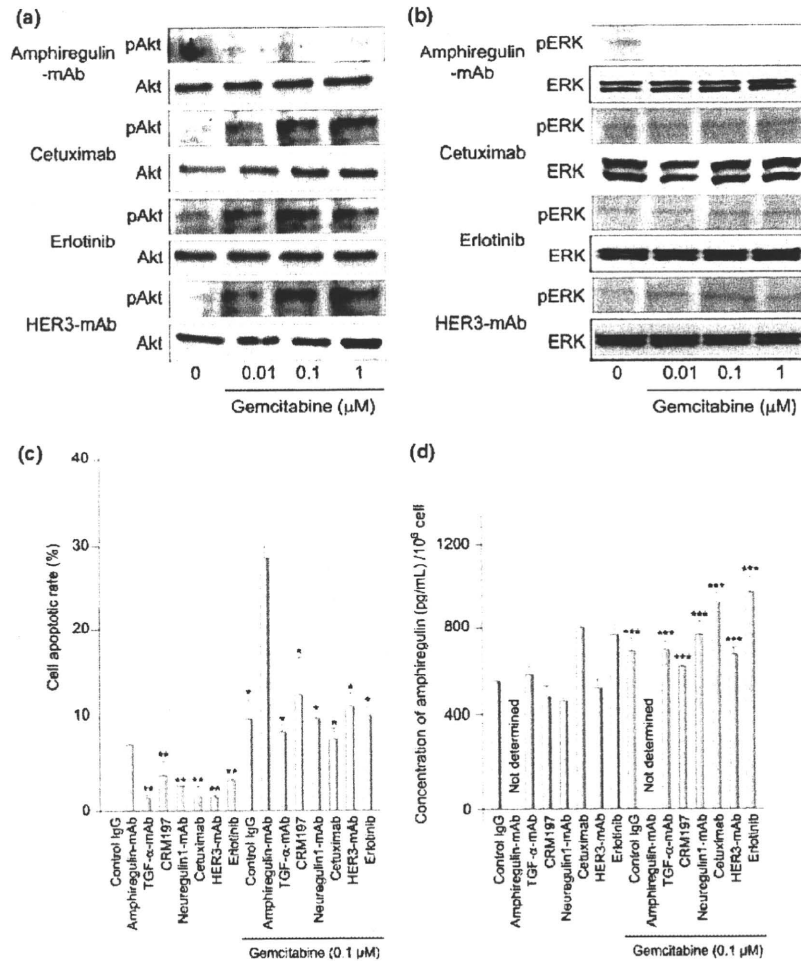 (a)
Amphiregulin
-mAb
pAkt
Akt
Cetuximab
pAkt
Akt
Erlotinib
pAkt
Akt
HER3-mAb
pAkt
Akt
0 0.01 0.1 1
Gemcitabine (μM)
(b)
Amphiregulin
-mAb
pERK
ERK
Cetuximab
pERK
ERK
Erlotinib
pERK
ERK
HER3-mAb
pERK
ERK
0 0.01 0.1 1
Gemcitabine (μM)
(c)
Cell apoptotic rate (%)
40
30
20
10
0
** ** ** ** ** **
* * * * * * *
Control IgG
Amphiregulin-mAb
TGF-α-mAb
CRM197
Neuregulin1-mAb
Cetuximab
HER3-mAb
Erlotinib
Control IgG
Amphiregulin-mAb
TGF-α-mAb
CRM197
Neuregulin1-mAb
Cetuximab
HER3-mAb
Erlotinib
Gemcitabine (0.1 μM)
(d)
Concentration of amphiregulin (pg/mL) /10⁶ cell
1200
800
400
0
Not determined
Not determined
*** *** *** *** *** *** ***
Control IgG
Amphiregulin-mAb
TGF-α-mAb
CRM197
Neuregulin1-mAb
Cetuximab
HER3-mAb
Erlotinib
Control IgG
Amphiregulin-mAb
TGF-α-mAb
CRM197
Neuregulin1-mAb
Cetuximab
HER3-mAb
Erlotinib
Gemcitabine (0.1 μM)